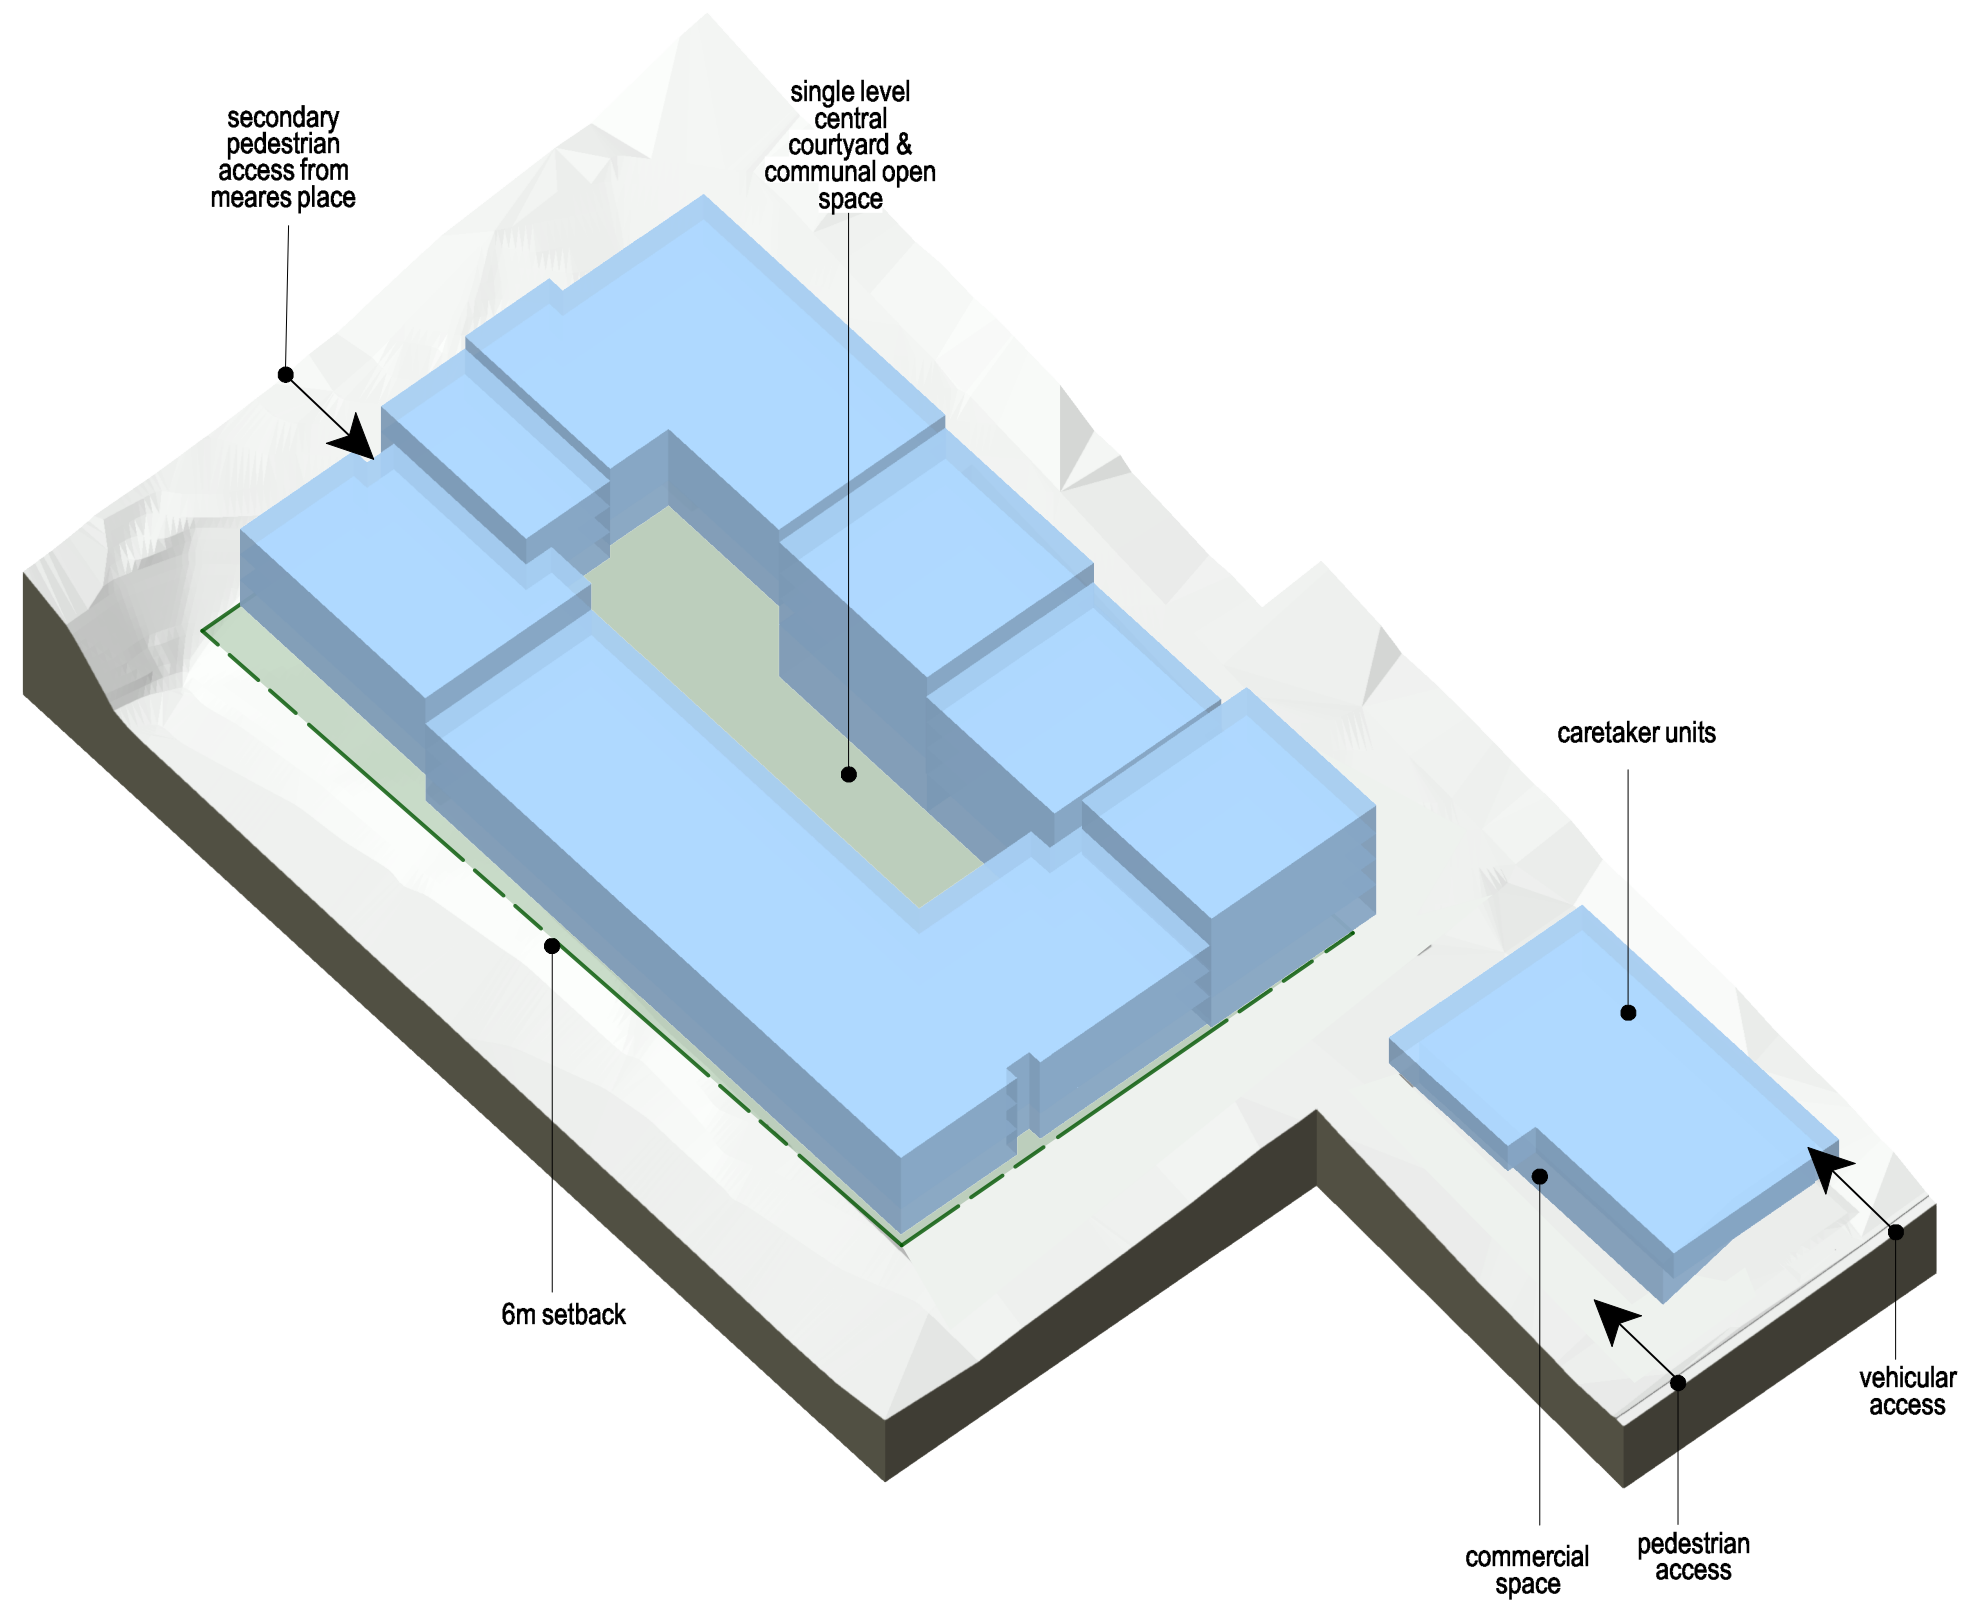 secondary
pedestrian
access from
meares place
single level
central
courtyard &
communal open
space
caretaker units
6m setback
vehicular
access
commercial
space
pedestrian
access